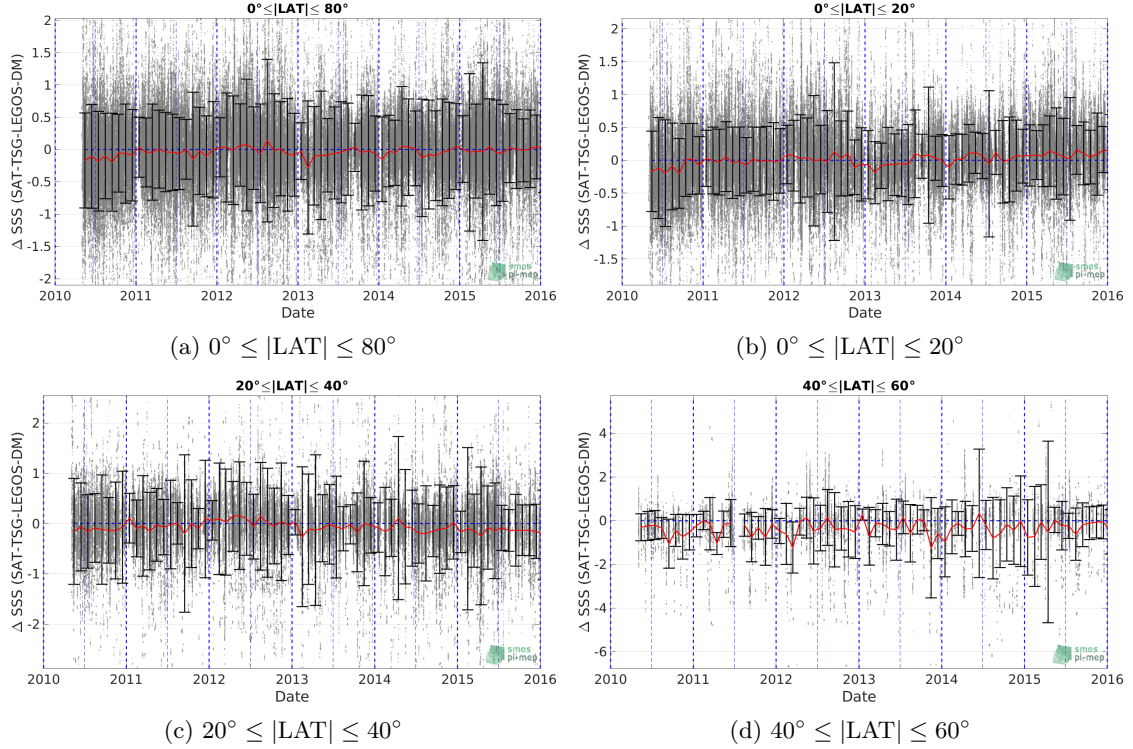 0°≤|LAT|≤ 80°
Δ SSS (SAT-TSG-LEGOS-DM)
2
1.5
1
0.5
0
-0.5
-1
-1.5
-2
2010 2011 2012 2013 2014 2015 2016
Date
smos
pi-mep
(a) 0° ≤ |LAT| ≤ 80°
0°≤|LAT|≤ 20°
Δ SSS (SAT-TSG-LEGOS-DM)
2
1.5
1
0.5
0
-0.5
-1
-1.5
2010 2011 2012 2013 2014 2015 2016
Date
smos
pi-mep
(b) 0° ≤ |LAT| ≤ 20°
20°≤|LAT|≤ 40°
Δ SSS (SAT-TSG-LEGOS-DM)
2
1
0
-1
-2
2010 2011 2012 2013 2014 2015 2016
Date
smos
pi-mep
(c) 20° ≤ |LAT| ≤ 40°
40°≤|LAT|≤ 60°
Δ SSS (SAT-TSG-LEGOS-DM)
4
2
0
-2
-4
-6
2010 2011 2012 2013 2014 2015 2016
Date
smos
pi-mep
(d) 40° ≤ |LAT| ≤ 60°